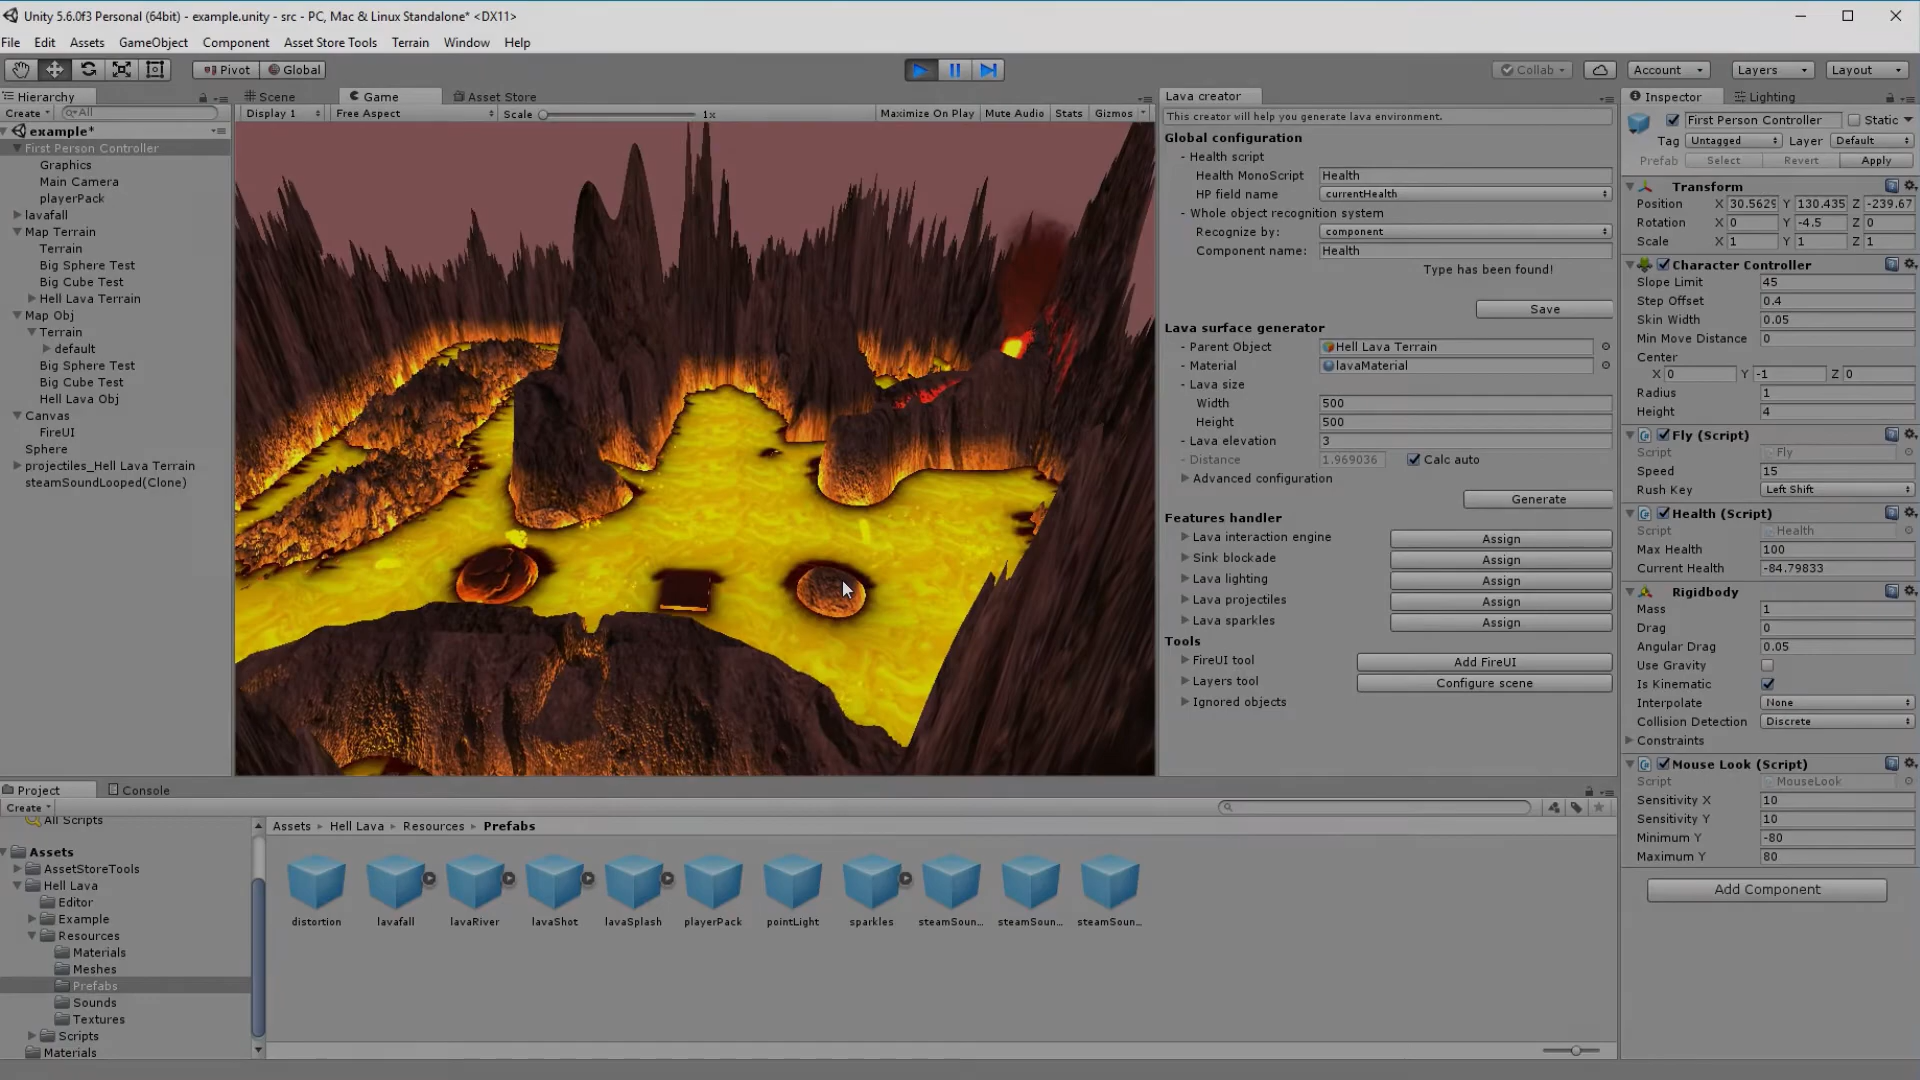 Unity 5.6.0f3 Personal (64bit) - example.unity - src - PC, Mac & Linux Standalone* <DX11>
File Edit Assets GameObject Component Asset Store Tools Terrain Window Help
Pivot Global
Collab Account Layers Layout
Hierarchy
Create All
example*
First Person Controller
Graphics
Main Camera
playerPack
lavafall
Map Terrain
Terrain
Big Sphere Test
Big Cube Test
Hell Lava Terrain
Map Obj
Terrain
default
Big Sphere Test
Big Cube Test
Hell Lava Obj
Canvas
FireUI
Sphere
projectiles_Hell Lava Terrain
steamSoundLooped(Clone)
Scene Game Asset Store
Display 1 Free Aspect Scale 1x Maximize On Play Mute Audio Stats Gizmos
Lava creator
This creator will help you generate lava environment.
Global configuration
- Health script
Health MonoScript Health
HP field name currentHealth
- Whole object recognition system
Recognize by: component
Component name: Health
Type has been found!
Save
Lava surface generator
- Parent Object Hell Lava Terrain
- Material lavaMaterial
- Lava size
Width 500
Height 500
- Lava elevation 3
- Distance 1.969036 Calc auto
Advanced configuration
Generate
Features handler
Lava interaction engine Assign
Sink blockade Assign
Lava lighting Assign
Lava projectiles Assign
Lava sparkles Assign
Tools
FireUI tool Add FireUI
Layers tool Configure scene
Ignored objects
Inspector Lighting
First Person Controller Static
Tag Untagged Layer Default
Prefab Select Revert Apply
Transform
Position X 30.5629 Y 130.435 Z -239.67
Rotation X 0 Y -4.5 Z 0
Scale X 1 Y 1 Z 1
Character Controller
Slope Limit 45
Step Offset 0.4
Skin Width 0.05
Min Move Distance 0
Center
X 0 Y -1 Z 0
Radius 1
Height 4
Fly (Script)
Script Fly
Speed 15
Rush Key Left Shift
Health (Script)
Script Health
Max Health 100
Current Health -84.79833
Rigidbody
Mass 1
Drag 0
Angular Drag 0.05
Use Gravity
Is Kinematic
Interpolate None
Collision Detection Discrete
Constraints
Mouse Look (Script)
Script MouseLook
Sensitivity X 10
Sensitivity Y 10
Minimum Y -80
Maximum Y 80
Add Component
Project Console
Create
All Scripts
Assets
AssetStoreTools
Hell Lava
Editor
Example
Resources
Materials
Meshes
Prefabs
Sounds
Textures
Scripts
Materials
Assets Hell Lava Resources Prefabs
distortion lavafall lavaRiver lavaShot lavaSplash playerPack pointLight sparkles steamSoun... steamSoun... steamSoun...